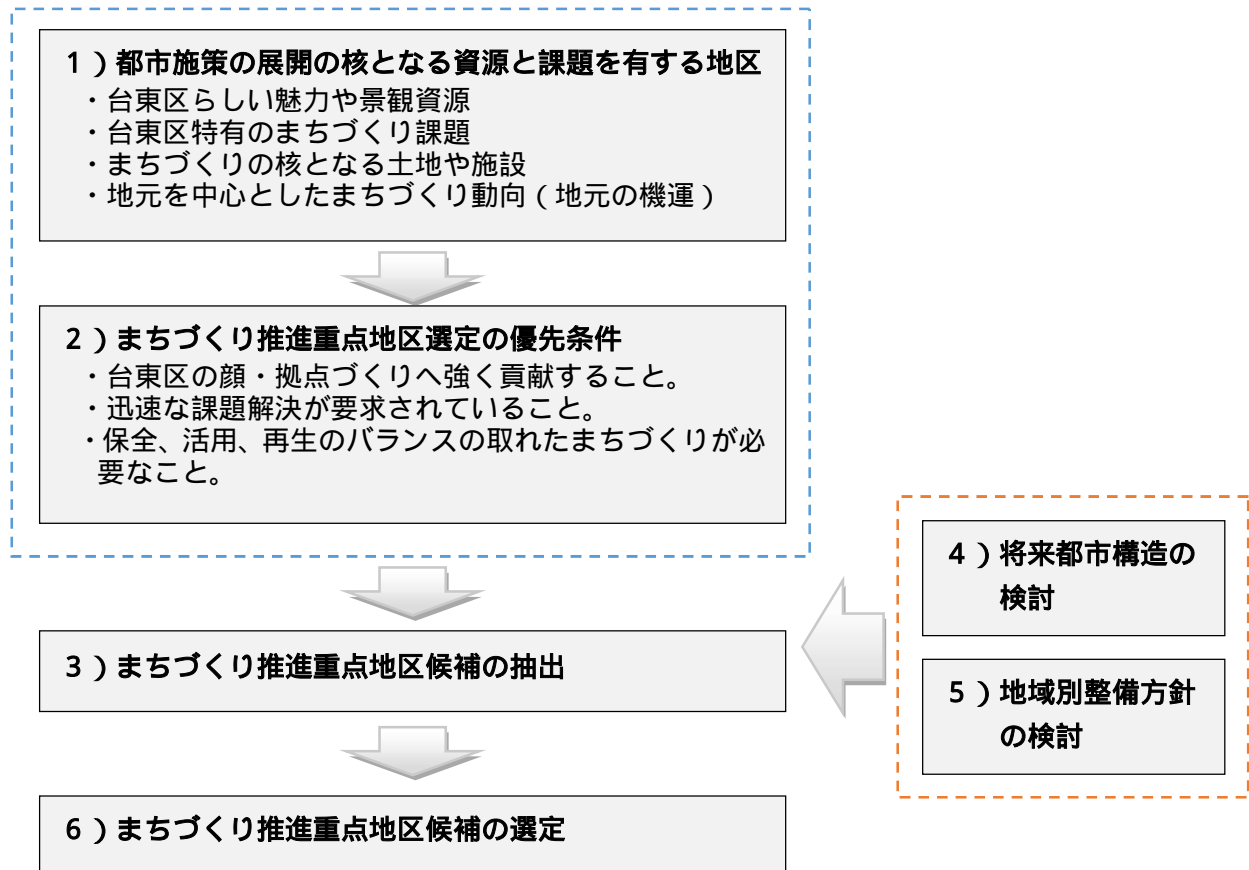 1）都市施策の展開の核となる資源と課題を有する地区
・台東区らしい魅力や景観資源
・台東区特有のまちづくり課題
・まちづくりの核となる土地や施設
・地元を中心としたまちづくり動向（地元の機運）
2）まちづくり推進重点地区選定の優先条件
・台東区の顔・拠点づくりへ強く貢献すること。
・迅速な課題解決が要求されていること。
・保全、活用、再生のバランスの取れたまちづくりが必
要なこと。
3）まちづくり推進重点地区候補の抽出
4）将来都市構造の
検討
5）地域別整備方針
の検討
6）まちづくり推進重点地区候補の選定